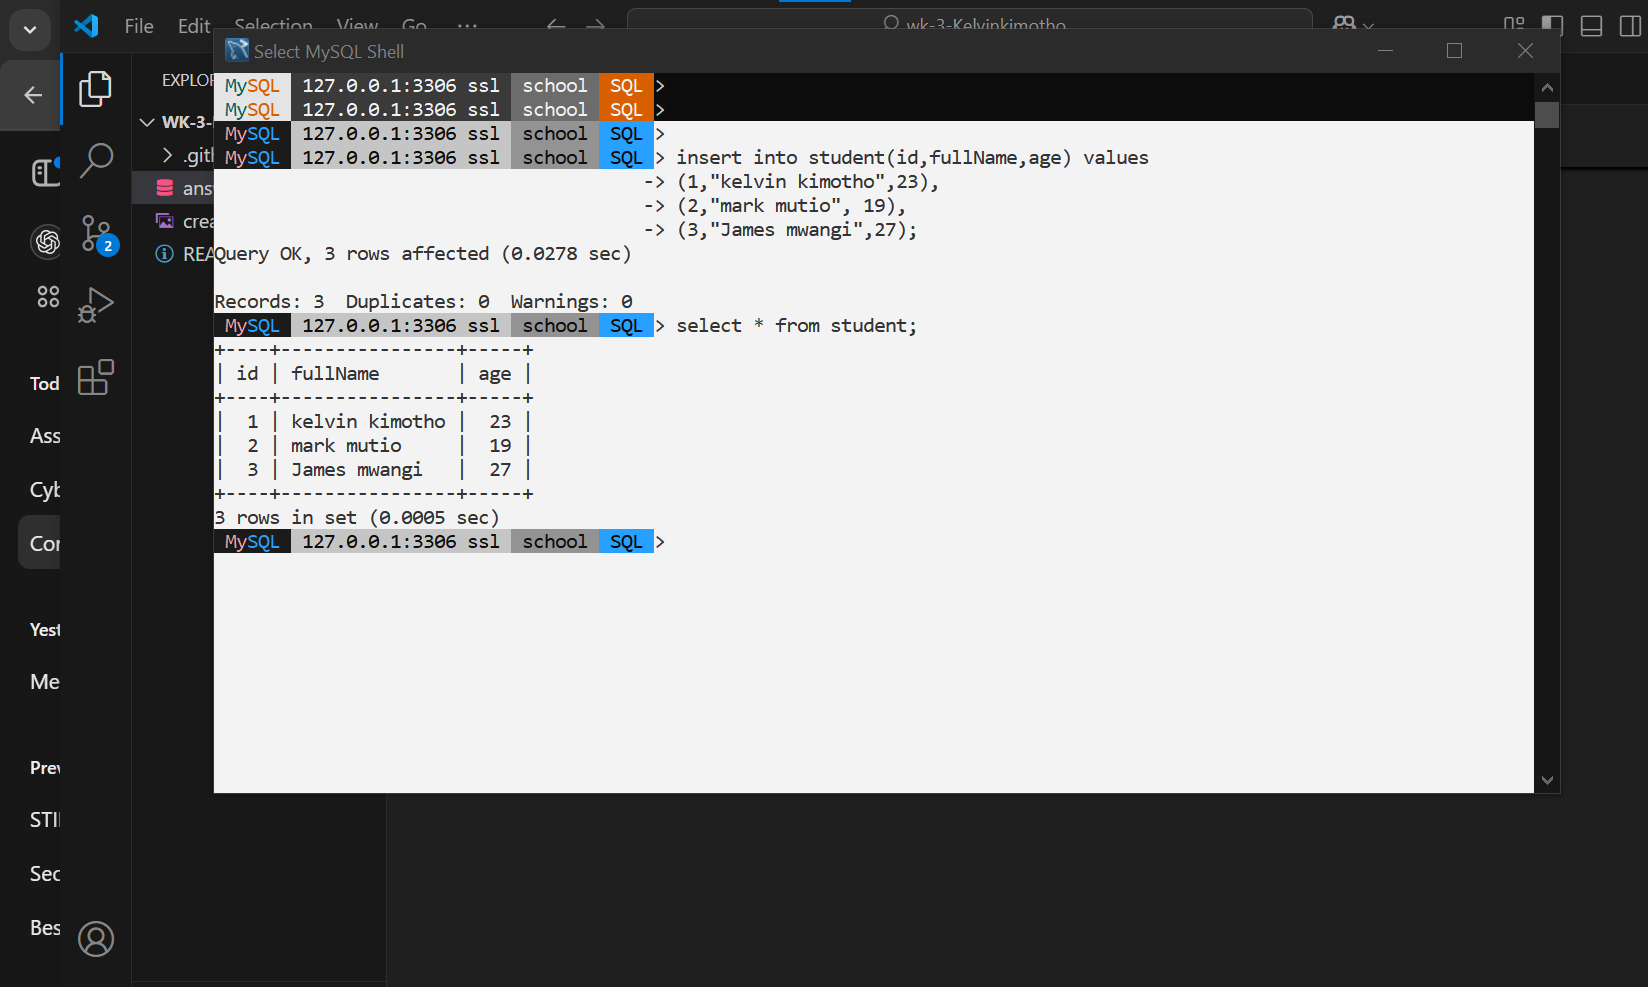 File Edit Selection View Go ...
wk-3-Kelvinkimotho
Select MySQL Shell
EXPLOR
WK-3-
.gitl
ans
crea
REA
2
Tod
Ass
Cyb
Con
Yest
Me
Prev
STII
Sec
Bes
MySQL 127.0.0.1:3306 ssl school SQL >
MySQL 127.0.0.1:3306 ssl school SQL >
MySQL 127.0.0.1:3306 ssl school SQL >
MySQL 127.0.0.1:3306 ssl school SQL > insert into student(id,fullName,age) values
-> (1,"kelvin kimotho",23),
-> (2,"mark mutio", 19),
-> (3,"James mwangi",27);
Query OK, 3 rows affected (0.0278 sec)
Records: 3 Duplicates: 0 Warnings: 0
MySQL 127.0.0.1:3306 ssl school SQL > select * from student;
+----+----------------+-----+
| id | fullName       | age |
+----+----------------+-----+
|  1 | kelvin kimotho |  23 |
|  2 | mark mutio     |  19 |
|  3 | James mwangi   |  27 |
+----+----------------+-----+
3 rows in set (0.0005 sec)
MySQL 127.0.0.1:3306 ssl school SQL >